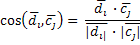 cos(d̅ı, c̅ȷ) = d̅ı · c̅ȷ / |d̅ı| · |c̅ȷ|